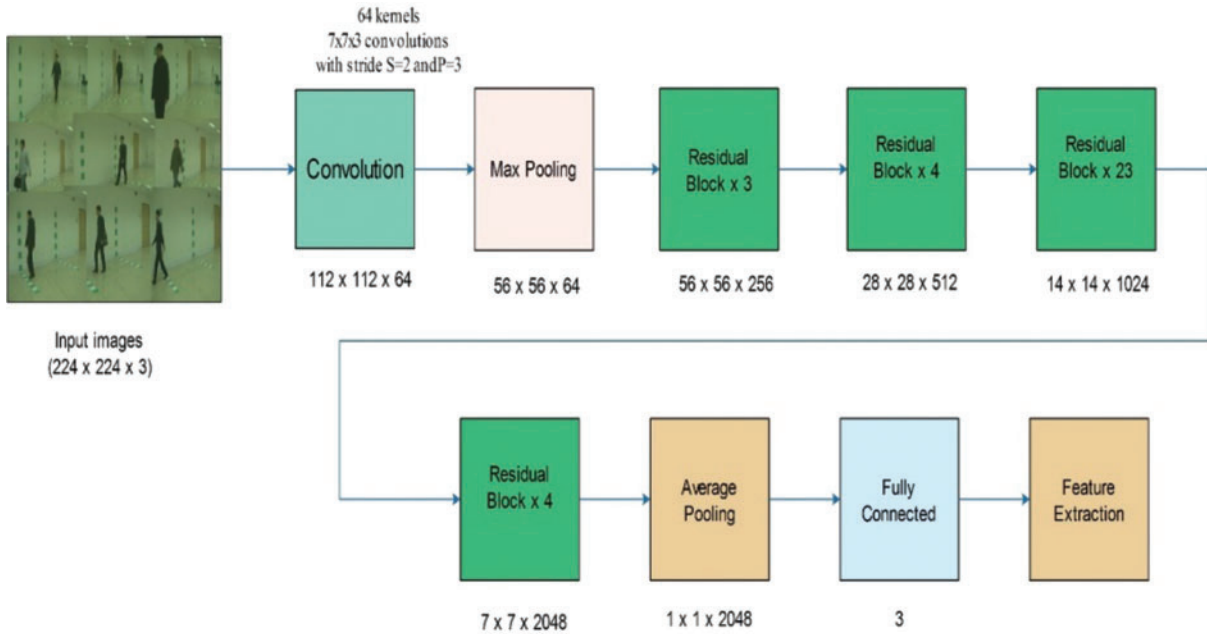 64 kernels
7x7x3 convolutions
with stride S=2 andP=3
Convolution
Max Pooling
Residual
Block x 3
Residual
Block x 4
Residual
Block x 23
112 x 112 x 64
56 x 56 x 64
56 x 56 x 256
28 x 28 x 512
14 x 14 x 1024
Input images
(224 x 224 x 3)
Residual
Block x 4
Average
Pooling
Fully
Connected
Feature
Extraction
7 x 7 x 2048
1 x 1 x 2048
3